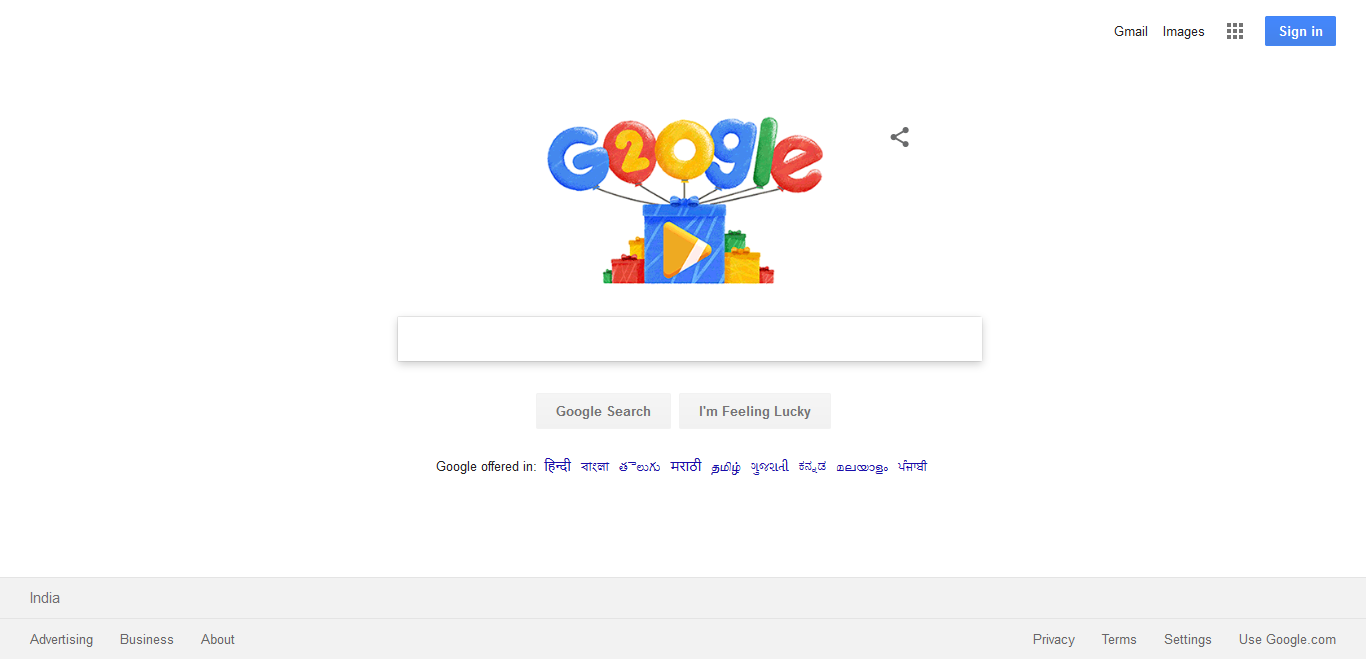 Gmail Images Sign in
G20gle
Google Search I'm Feeling Lucky
Google offered in: हिन्दी বাংলা తెలుగు मराठी தமிழ் ગુજરાતી ಕನ್ನಡ മലയാളം ਪੰਜਾਬੀ
India
Advertising Business About Privacy Terms Settings Use Google.com